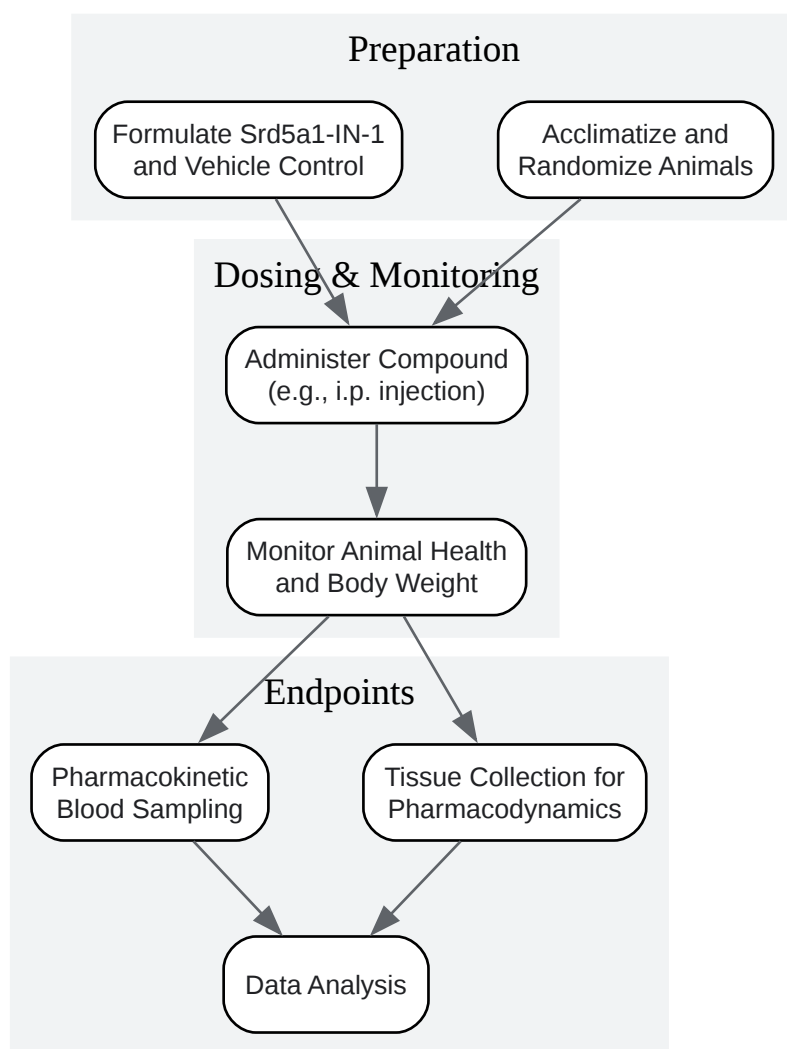 Preparation
Formulate Srd5a1-IN-1
and Vehicle Control
Acclimatize and
Randomize Animals
Dosing & Monitoring
Administer Compound
(e.g., i.p. injection)
Monitor Animal Health
and Body Weight
Endpoints
Pharmacokinetic
Blood Sampling
Tissue Collection for
Pharmacodynamics
Data Analysis